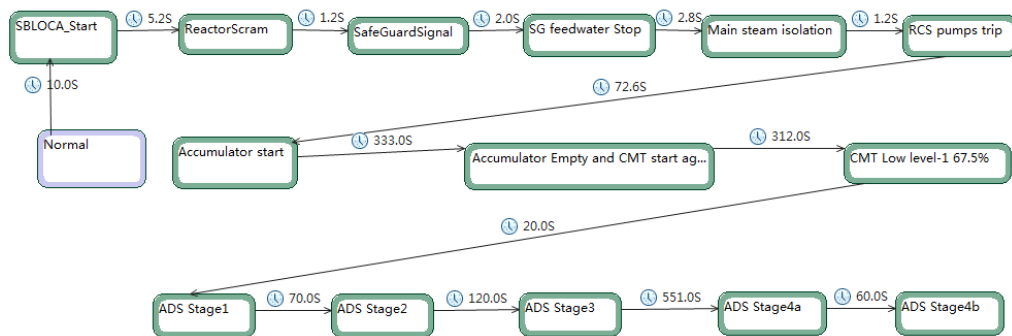 5.2S
1.2S
2.0S
2.8S
1.2S
SBLOCA_Start
ReactorScram
SafeGuardSignal
SG feedwater Stop
Main steam isolation
RCS pumps trip
10.0S
72.6S
Normal
Accumulator start
333.0S
Accumulator Empty and CMT start ag...
312.0S
CMT Low level-1 67.5%
20.0S
ADS Stage1
70.0S
ADS Stage2
120.0S
ADS Stage3
551.0S
ADS Stage4a
60.0S
ADS Stage4b